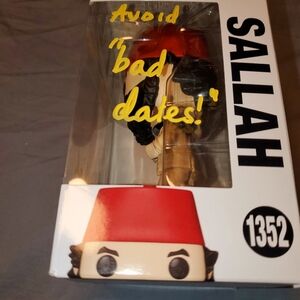 Avoid
"bad
dates!"
SALLAH
1352